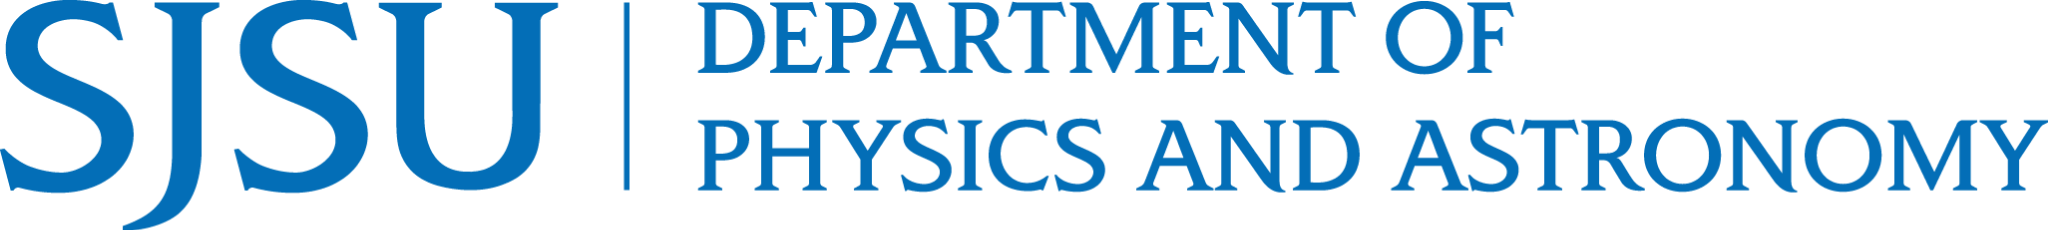 SJSU
DEPARTMENT OF
PHYSICS AND ASTRONOMY